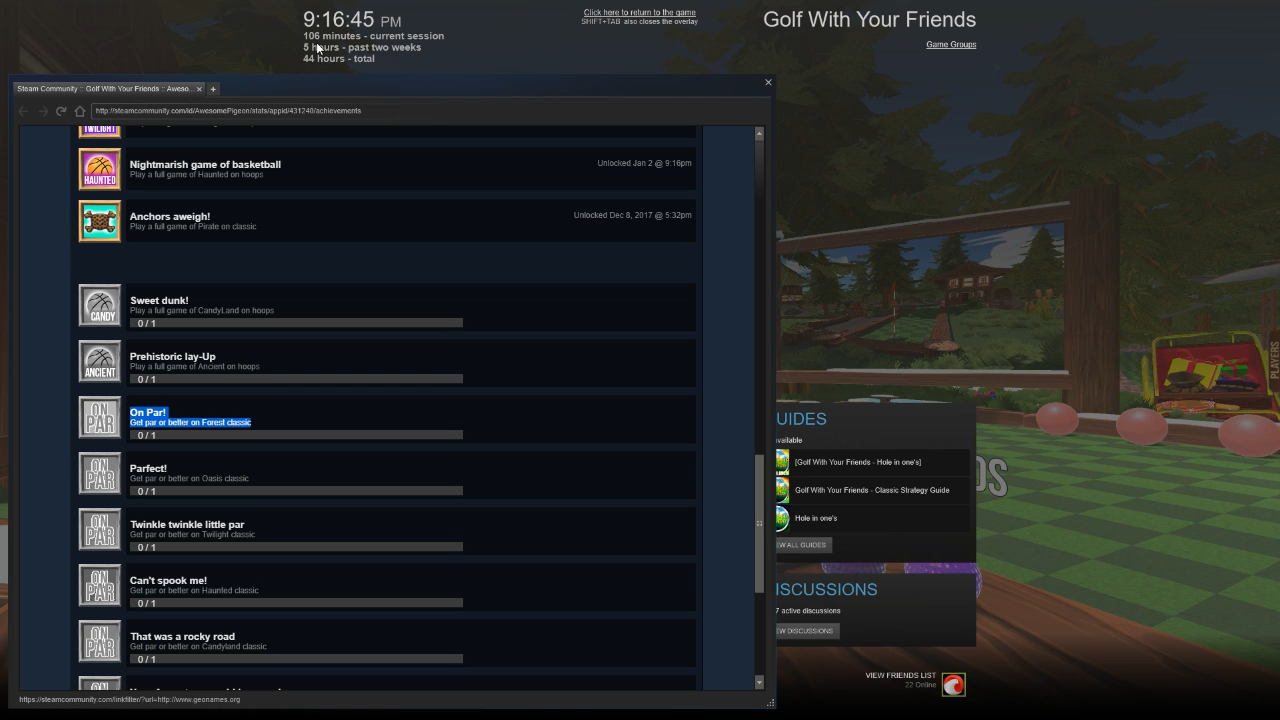 9:16:45 PM
106 minutes - current session
5 hours - past two weeks
44 hours - total
Click here to return to the game
SHIFT+TAB also closes the overlay
Golf With Your Friends
Game Groups
Steam Community :: Golf With Your Friends :: Aweso... x +
http://steamcommunity.com/id/AwesomePigeon/stats/appid/431240/achievements
TWILIGHT
HAUNTED
Nightmarish game of basketball
Unlocked Jan 2 @ 9:16pm
Play a full game of Haunted on hoops
Anchors aweigh!
Unlocked Dec 8, 2017 @ 5:32pm
Play a full game of Pirate on classic
CANDY
Sweet dunk!
Play a full game of CandyLand on hoops
0 / 1
ANCIENT
Prehistoric lay-Up
Play a full game of Ancient on hoops
0 / 1
ON PAR
On Par!
Get par or better on Forest classic
0 / 1
ON PAR
Parfect!
Get par or better on Oasis classic
0 / 1
ON PAR
Twinkle twinkle little par
Get par or better on Twilight classic
0 / 1
ON PAR
Can't spook me!
Get par or better on Haunted classic
0 / 1
ON PAR
That was a rocky road
Get par or better on Candyland classic
0 / 1
https://steamcommunity.com/linkfilter/?url=http://www.geonames.org
PLAYERS
UIDES
vailable
[Golf With Your Friends - Hole in one's]
Golf With Your Friends - Classic Strategy Guide
Hole in one's
EW ALL GUIDES
DS
ISCUSSIONS
7 active discussions
EW DISCUSSIONS
VIEW FRIENDS LIST
22 Online